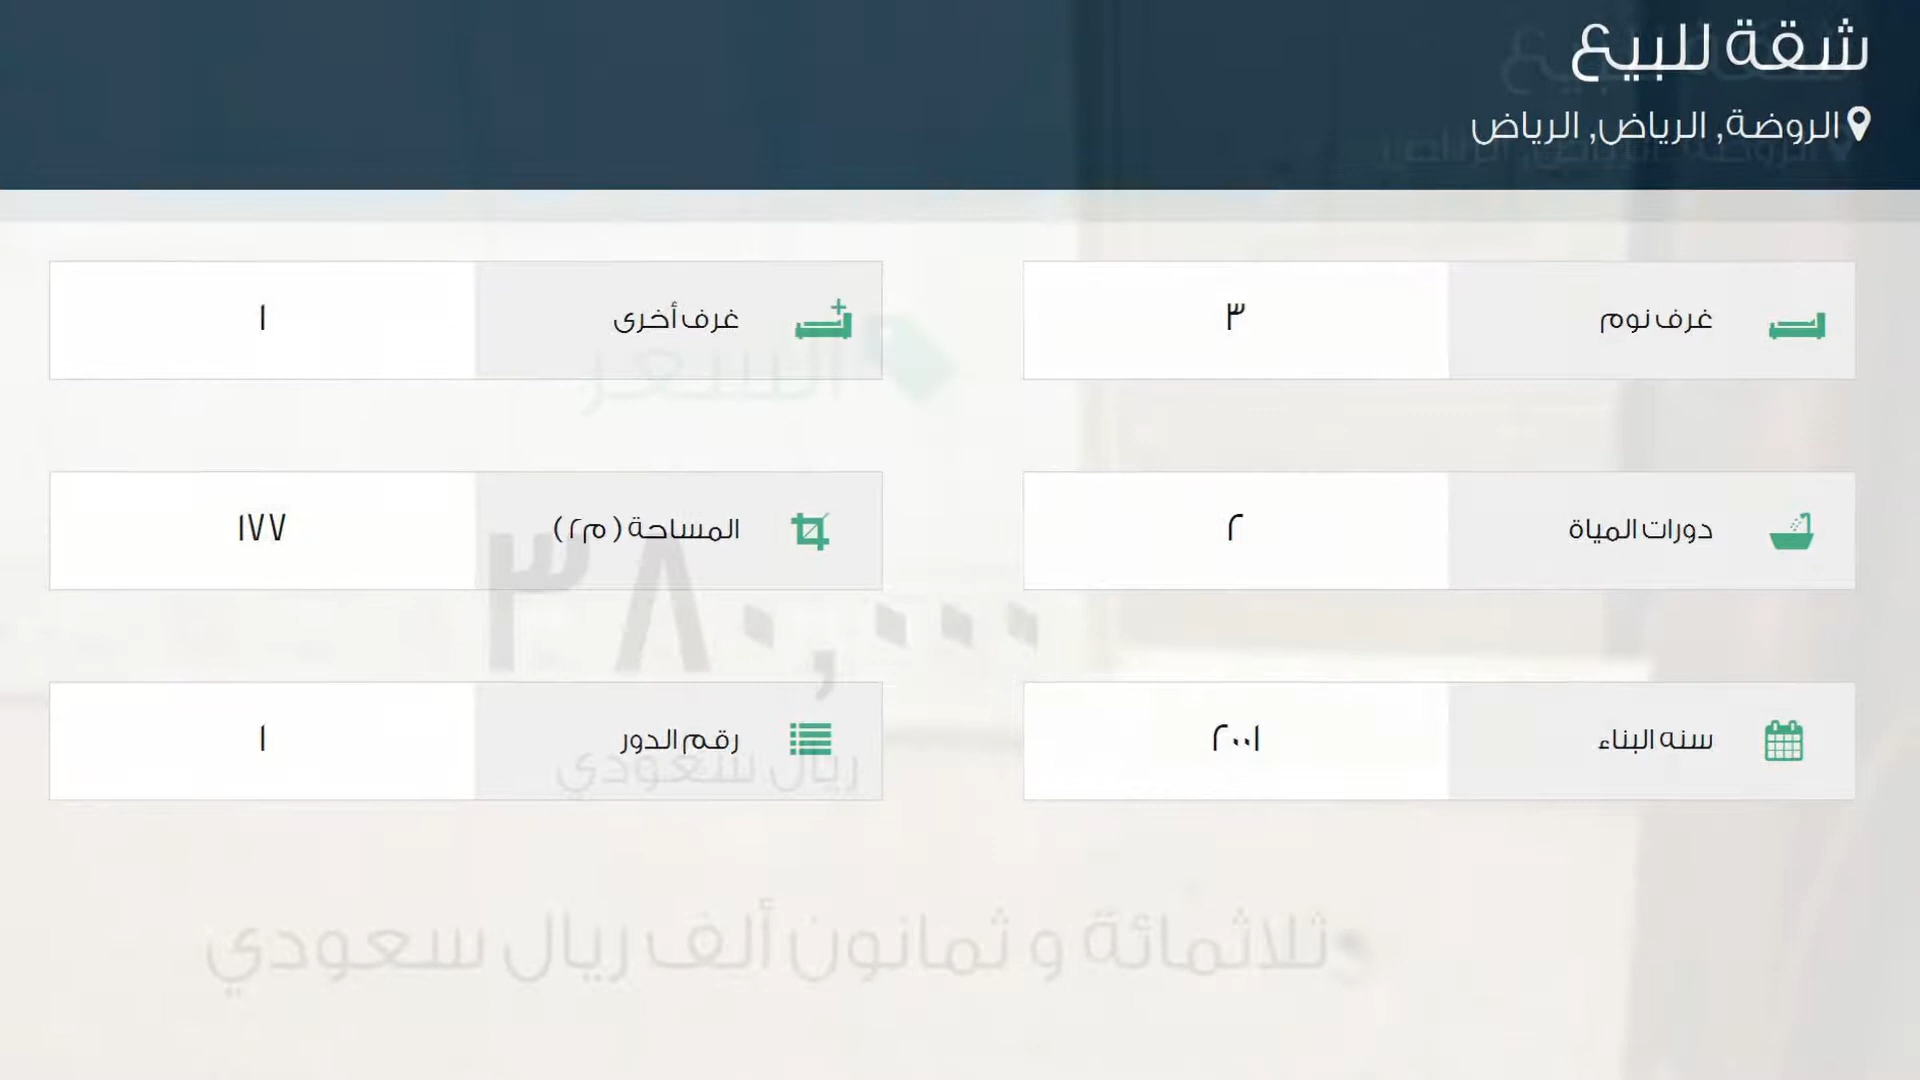 شقة للبيع
الروضة, الرياض, الرياض
غرف نوم ٣
غرف أخرى ١
السعر
دورات المياة ٢
المساحة (م٢) ١٧٧
٣٨٠,٠٠٠
سنه البناء ٢٠٠١
رقم الدور ١
ريال سعودي
ثلاثمائة و ثمانون ألف ريال سعودي